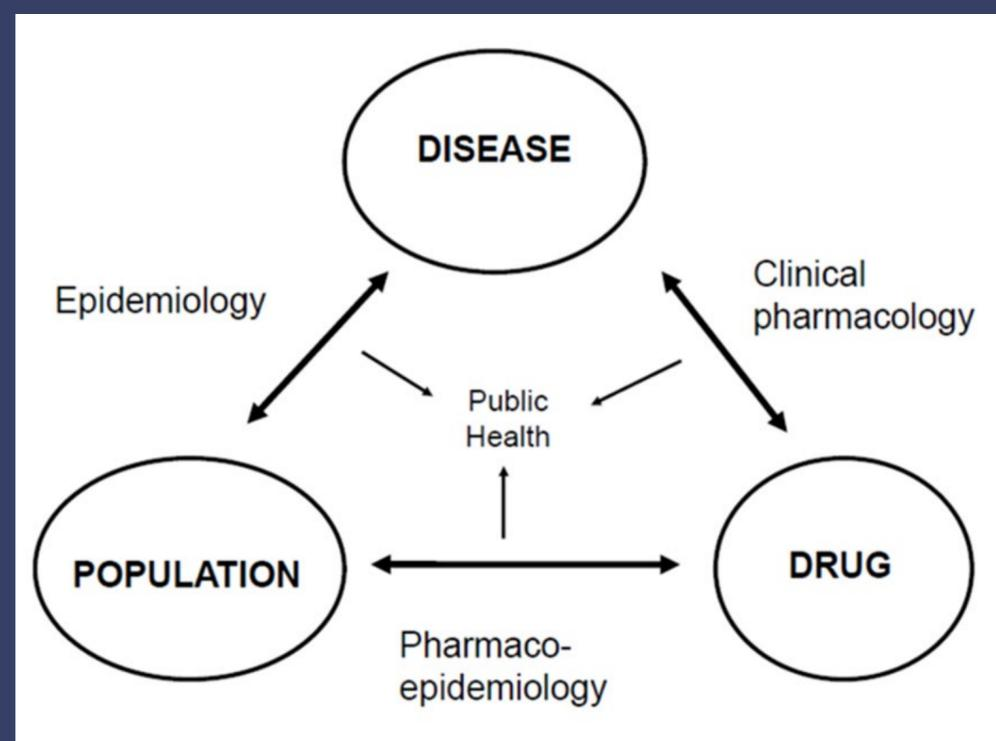 DISEASE
Epidemiology
Clinical
pharmacology
Public
Health
POPULATION
DRUG
Pharmaco-
epidemiology